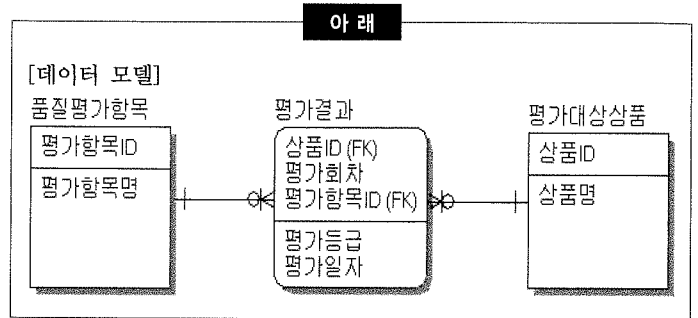 아 래
[데이터 모델]
품질평가항목
평가항목ID
평가항목명
평가결과
상품ID (FK)
평가회차
평가항목ID (FK)
평가등급
평가일자
평가대상상품
상품ID
상품명